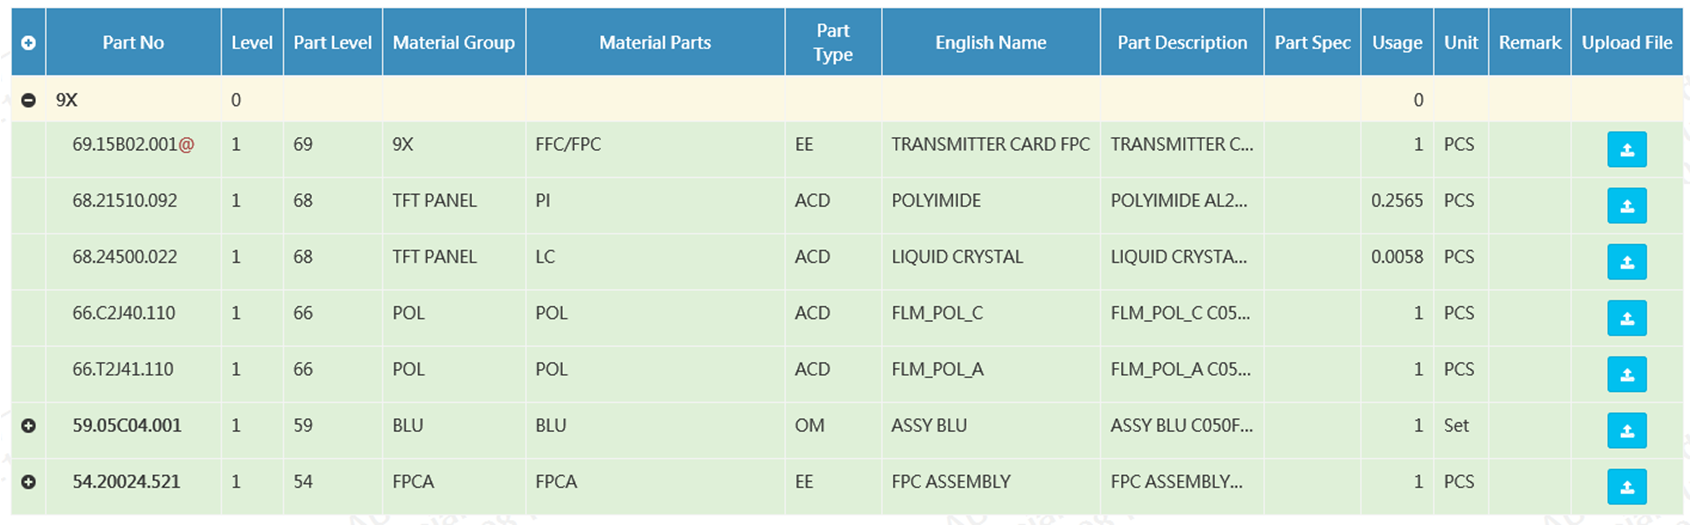 Part No Level Part Level Material Group Material Parts Part Type English Name Part Description Part Spec Usage Unit Remark Upload File
9X 0 0
69.15B02.001@ 1 69 9X FFC/FPC EE TRANSMITTER CARD FPC TRANSMITTER C... 1 PCS
68.21510.092 1 68 TFT PANEL PI ACD POLYIMIDE POLYIMIDE AL2... 0.2565 PCS
68.24500.022 1 68 TFT PANEL LC ACD LIQUID CRYSTAL LIQUID CRYSTA... 0.0058 PCS
66.C2J40.110 1 66 POL POL ACD FLM_POL_C FLM_POL_C C05... 1 PCS
66.T2J41.110 1 66 POL POL ACD FLM_POL_A FLM_POL_A C05... 1 PCS
59.05C04.001 1 59 BLU BLU OM ASSY BLU ASSY BLU C050F... 1 Set
54.20024.521 1 54 FPCA FPCA EE FPC ASSEMBLY FPC ASSEMBLY... 1 PCS